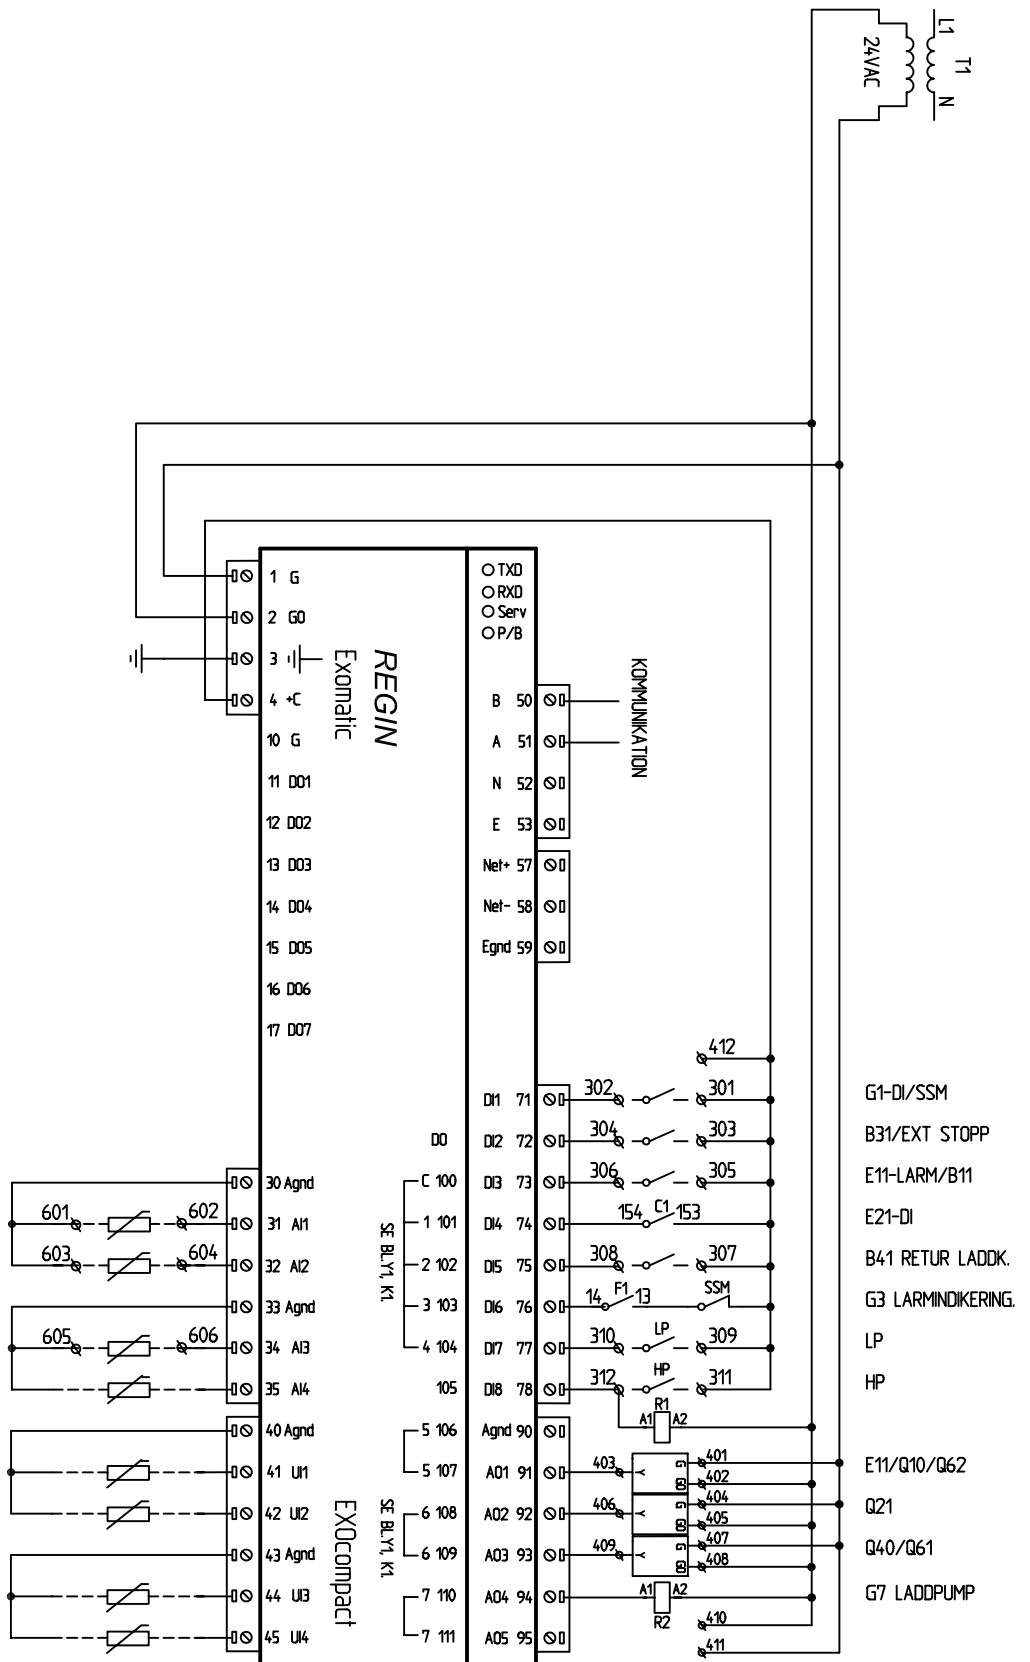 L1
T1
24VAC
N
1 G
2 G0
3
4 +C
10 G
11 DO1
12 DO2
13 DO3
14 DO4
15 DO5
16 DO6
17 DO7
REGIN
Exomatic
TXD
RXD
Serv
P/B
KOMMUNIKATION
B 50
A 51
N 52
E 53
Net+ 57
Net- 58
Egnd 59
412
DI1 71 302 301 G1-DI/SSM
DO
DI2 72 304 303 B31/EXT STOPP
30 Agnd
C 100
DI3 73 306 305 E11-LARM/B11
601 602 31 AI1
1 101
DI4 74 154 C1 153 E21-DI
603 604 32 AI2
2 102
DI5 75 308 307 B41 RETUR LADDK.
33 Agnd
3 103
DI6 76 14 F1 13 SSM G3 LARMINDIKERING.
605 606 34 AI3
4 104
DI7 77 310 LP 309 LP
35 AI4
105
DI8 78 312 HP 311 HP
SE BL.Y1, K1.
A1 R1 A2
40 Agnd
5 106
Agnd 90
41 UI1
5 107
AO1 91 403 Y G 401 E11/Q10/Q62
G0 402
42 UI2
6 108
AO2 92 406 Y G 404 Q21
G0 405
43 Agnd
6 109
AO3 93 409 Y G 407 Q40/Q61
G0 408
44 UI3
7 110
AO4 94 A1 R2 A2 G7 LADDPUMP
45 UI4
7 111
AO5 95
410
411
EXOcompact
SE BL.Y1, K1.